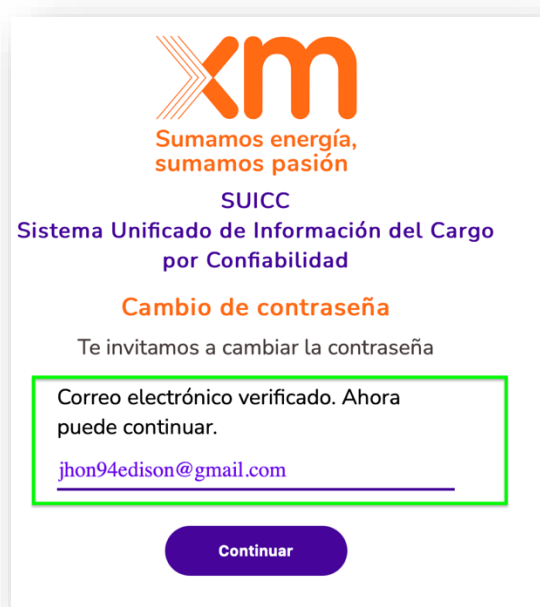 xm
Sumamos energía,
sumamos pasión
SUICC
Sistema Unificado de Información del Cargo
por Confiabilidad
Cambio de contraseña
Te invitamos a cambiar la contraseña
Correo electrónico verificado. Ahora
puede continuar.
jhon94edison@gmail.com
Continuar